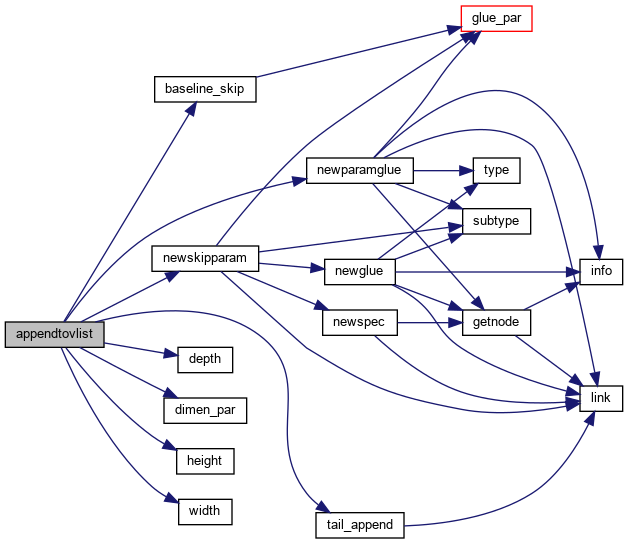 glue_par
baseline_skip
newparamglue
type
subtype
newskipparam
newglue
info
newspec
getnode
appendtovlist
depth
link
dimen_par
height
width
tail_append